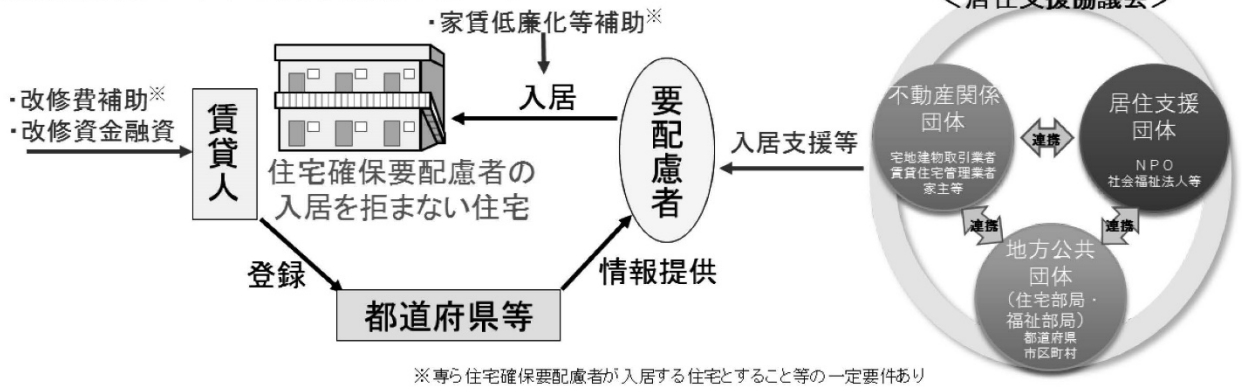 <居住支援協議会>
・家賃低廉化等補助※
・改修費補助※
・改修資金融資
賃貸人
入居
要配慮者
住宅確保要配慮者の
入居を拒まない住宅
入居支援等
登録
情報提供
都道府県等
不動産関係
団体
宅地建物取引業者
賃貸住宅管理業者
家主等
連携
居住支援
団体
NPO
社会福祉法人等
連携
連携
地方公共
団体
(住宅部局・
福祉部局)
都道府県
市区町村
※専ら住宅確保要配慮者が入居する住宅とすること等の一定要件あり